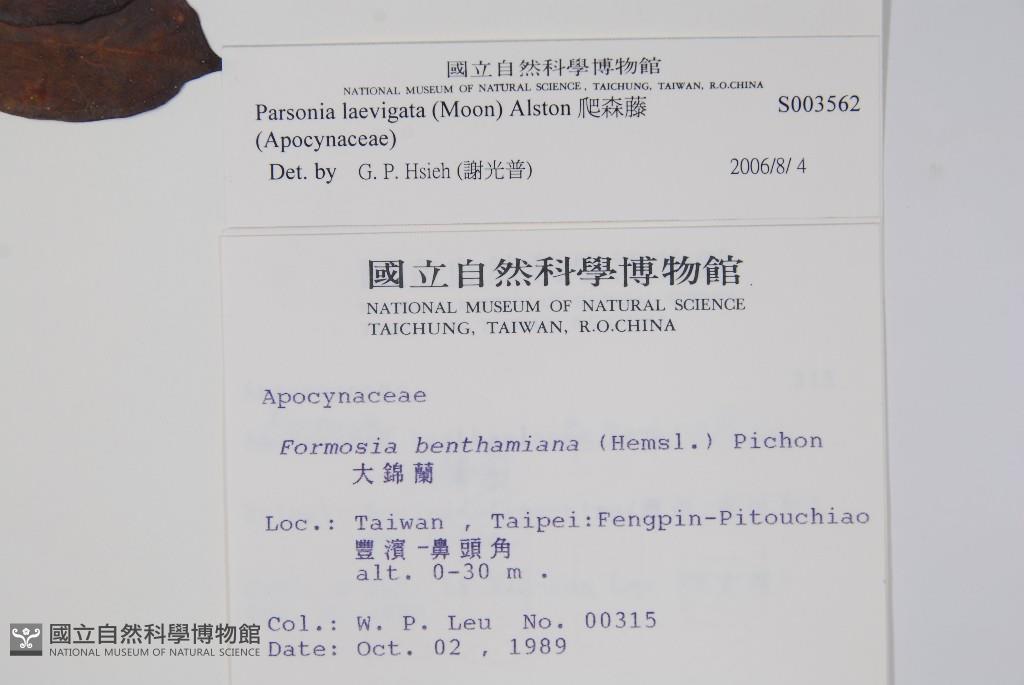 國立自然科學博物館
NATIONAL MUSEUM OF NATURAL SCIENCE, TAICHUNG, TAIWAN, R.O.CHINA
Parsonia laevigata (Moon) Alston 爬森藤 S003562
(Apocynaceae)
Det. by G. P. Hsieh (謝光普) 2006/8/ 4
國立自然科學博物館
NATIONAL MUSEUM OF NATURAL SCIENCE
TAICHUNG, TAIWAN, R.O.CHINA
Apocynaceae
Formosia benthamiana (Hemsl.) Pichon
大錦蘭
Loc.: Taiwan , Taipei:Fengpin-Pitouchiao
豐濱-鼻頭角
alt. 0-30 m .
Col.: W. P. Leu No. 00315
Date: Oct. 02 , 1989
國立自然科學博物館
NATIONAL MUSEUM OF NATURAL SCIENCE